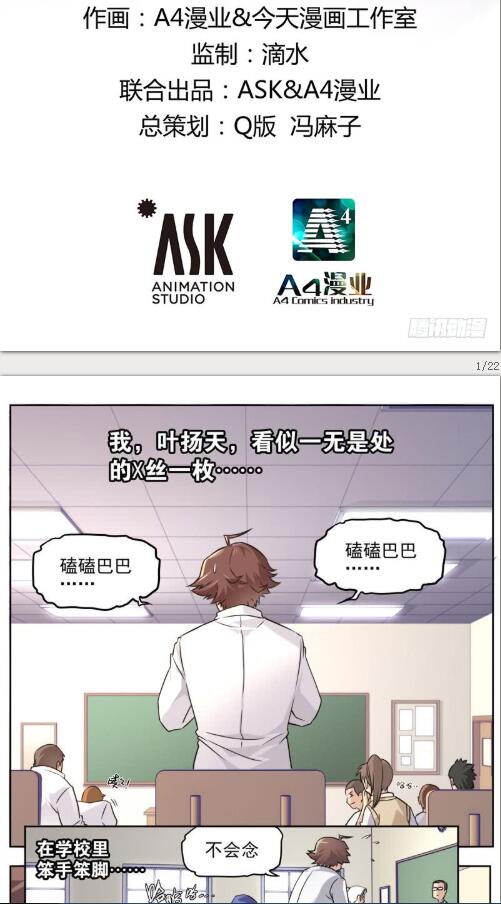 作画：A4漫业&今天漫画工作室
监制：滴水
联合出品：ASK&A4漫业
总策划：Q版 冯麻子
ASK
ANIMATION
STUDIO
A4
A4漫业
A4 Comics industry
腾讯动漫
1/22
我，叶扬天，看似一无是处
的X丝一枚……
磕磕巴巴
……
磕磕巴巴
……
在学校里
笨手笨脚……
不会念